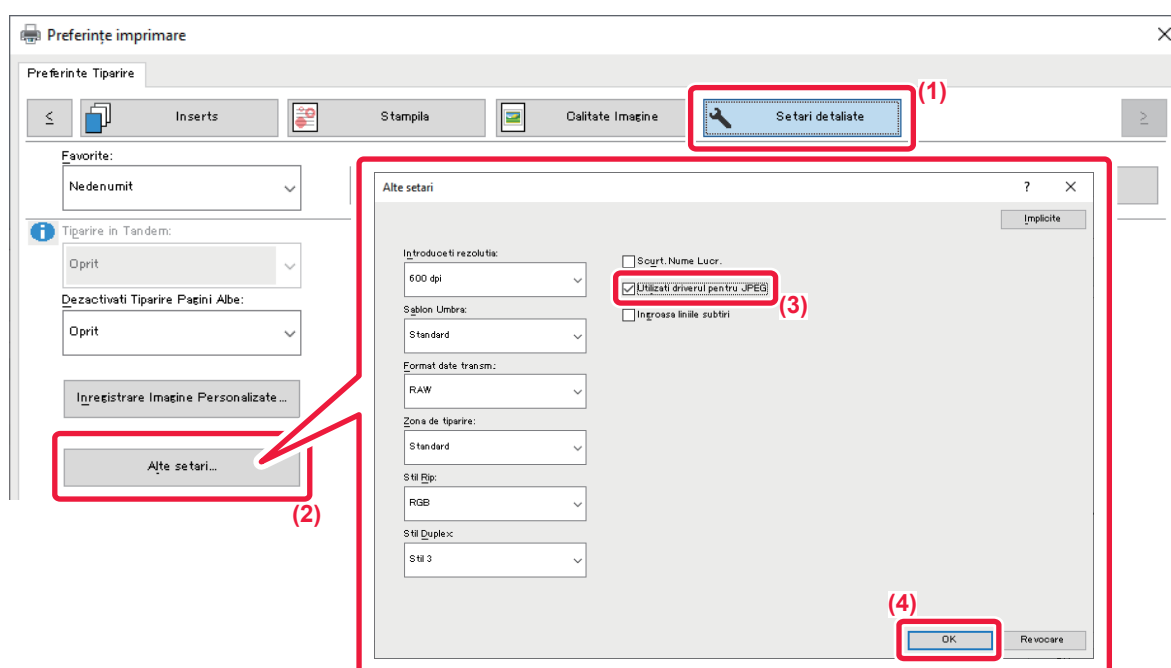 Preferințe imprimare
Preferinte Tiparire
(1)
< Inserts Stampila Calitate Imagine Setari detaliate >
Favorite:
Nedenumit
Tiparire in Tandem:
Oprit
Dezactivati Tiparire Pagini Albe:
Oprit
Inregistrare Imagine Personalizate...
Alte setari...
(2)
Alte setari ?
Implicite
Introduceti rezolutia:
600 dpi
Sablon Umbra:
Standard
Format date transm.:
RAW
Zona de tiparire:
Standard
Stil Rip:
RGB
Stil Duplex:
Stil 3
Scurt. Nume Lucr.
Utilizati driverul pentru JPEG
(3)
Ingroasa liniile subtiri
(4)
OK Revocare